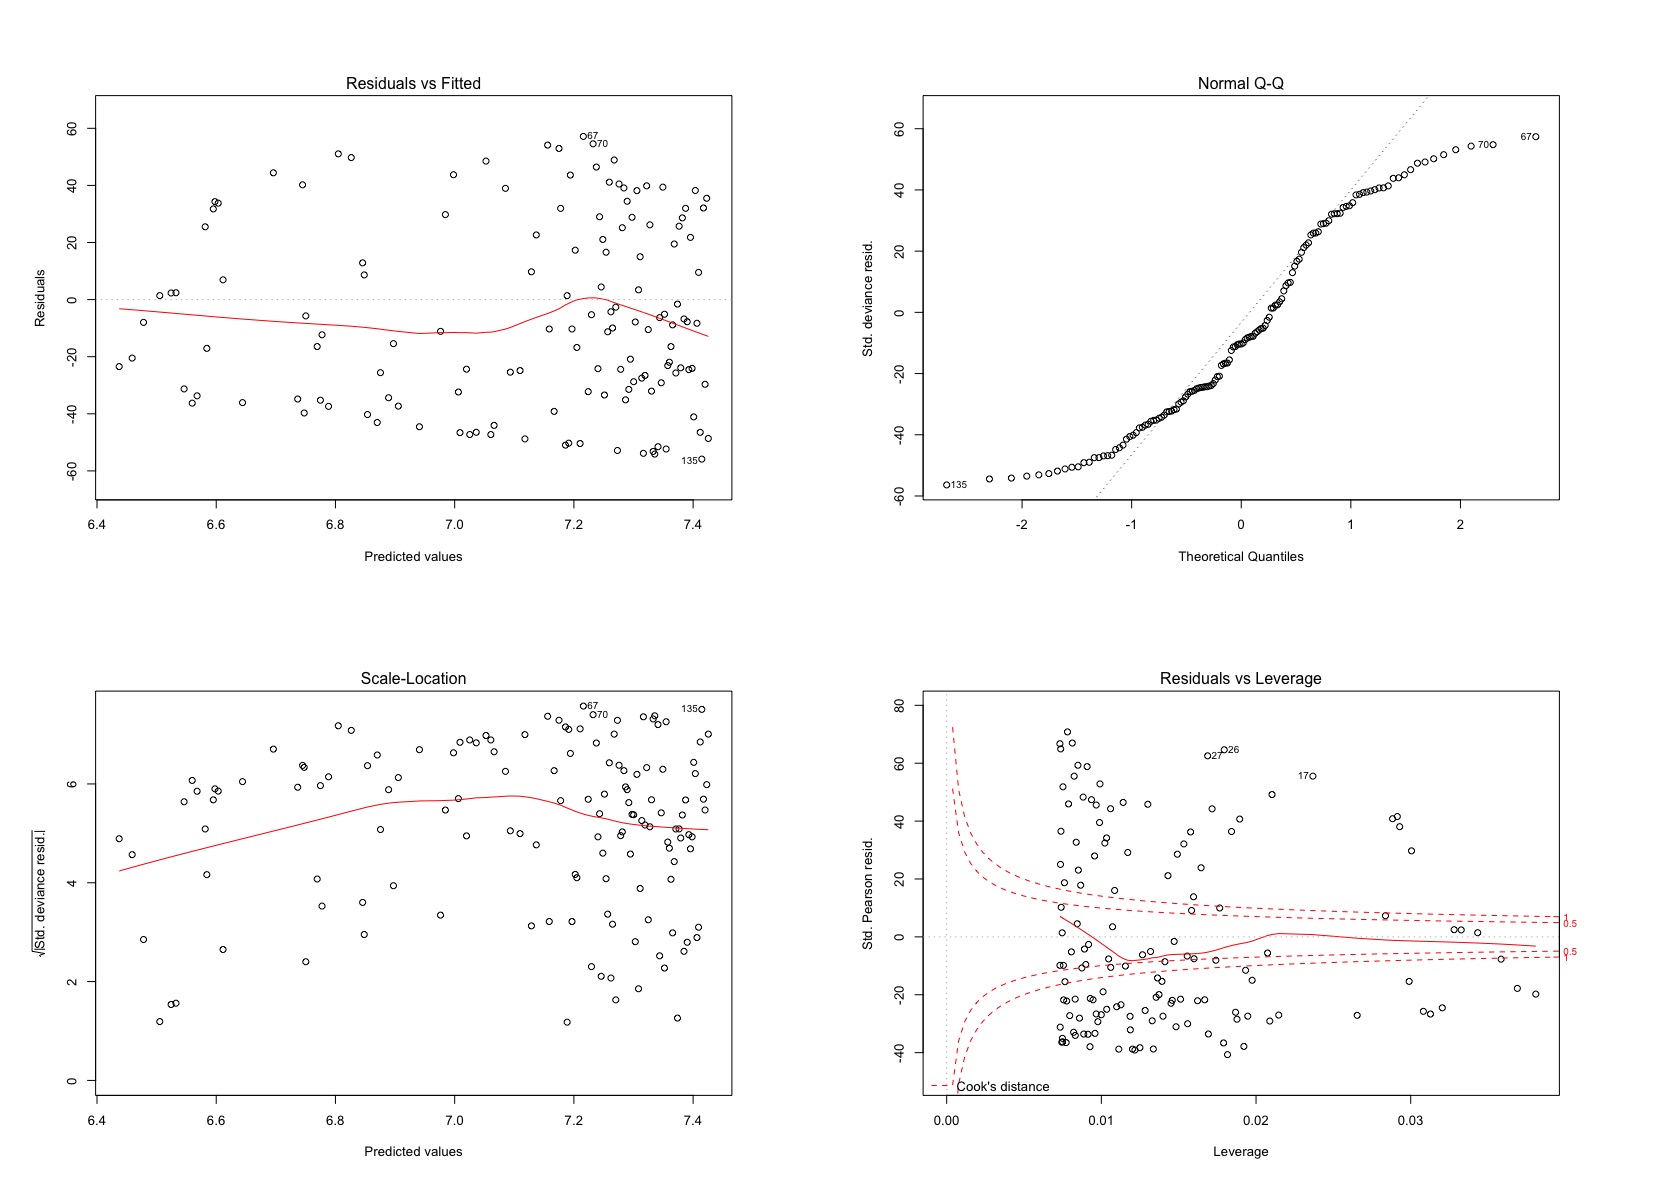 Residuals vs Fitted
Residuals
60
40
20
0
-20
-40
-60
67
70
135
6.4 6.6 6.8 7.0 7.2 7.4
Predicted values
Normal Q-Q
Std. deviance resid.
60
40
20
0
-20
-40
-60
67
70
135
-2 -1 0 1 2
Theoretical Quantiles
Scale-Location
√|Std. deviance resid.|
6
4
2
0
67
70
135
6.4 6.6 6.8 7.0 7.2 7.4
Predicted values
Residuals vs Leverage
Std. Pearson resid.
80
60
40
20
0
-20
-40
27
26
17
1
0.5
0.5
1
Cook's distance
0.00 0.01 0.02 0.03
Leverage